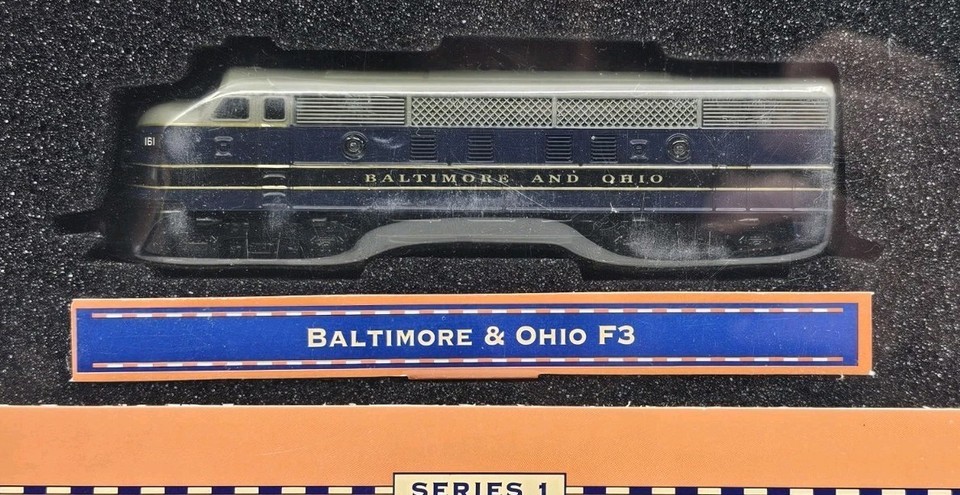 161
BALTIMORE AND OHIO
BALTIMORE & OHIO F3
SERIES 1